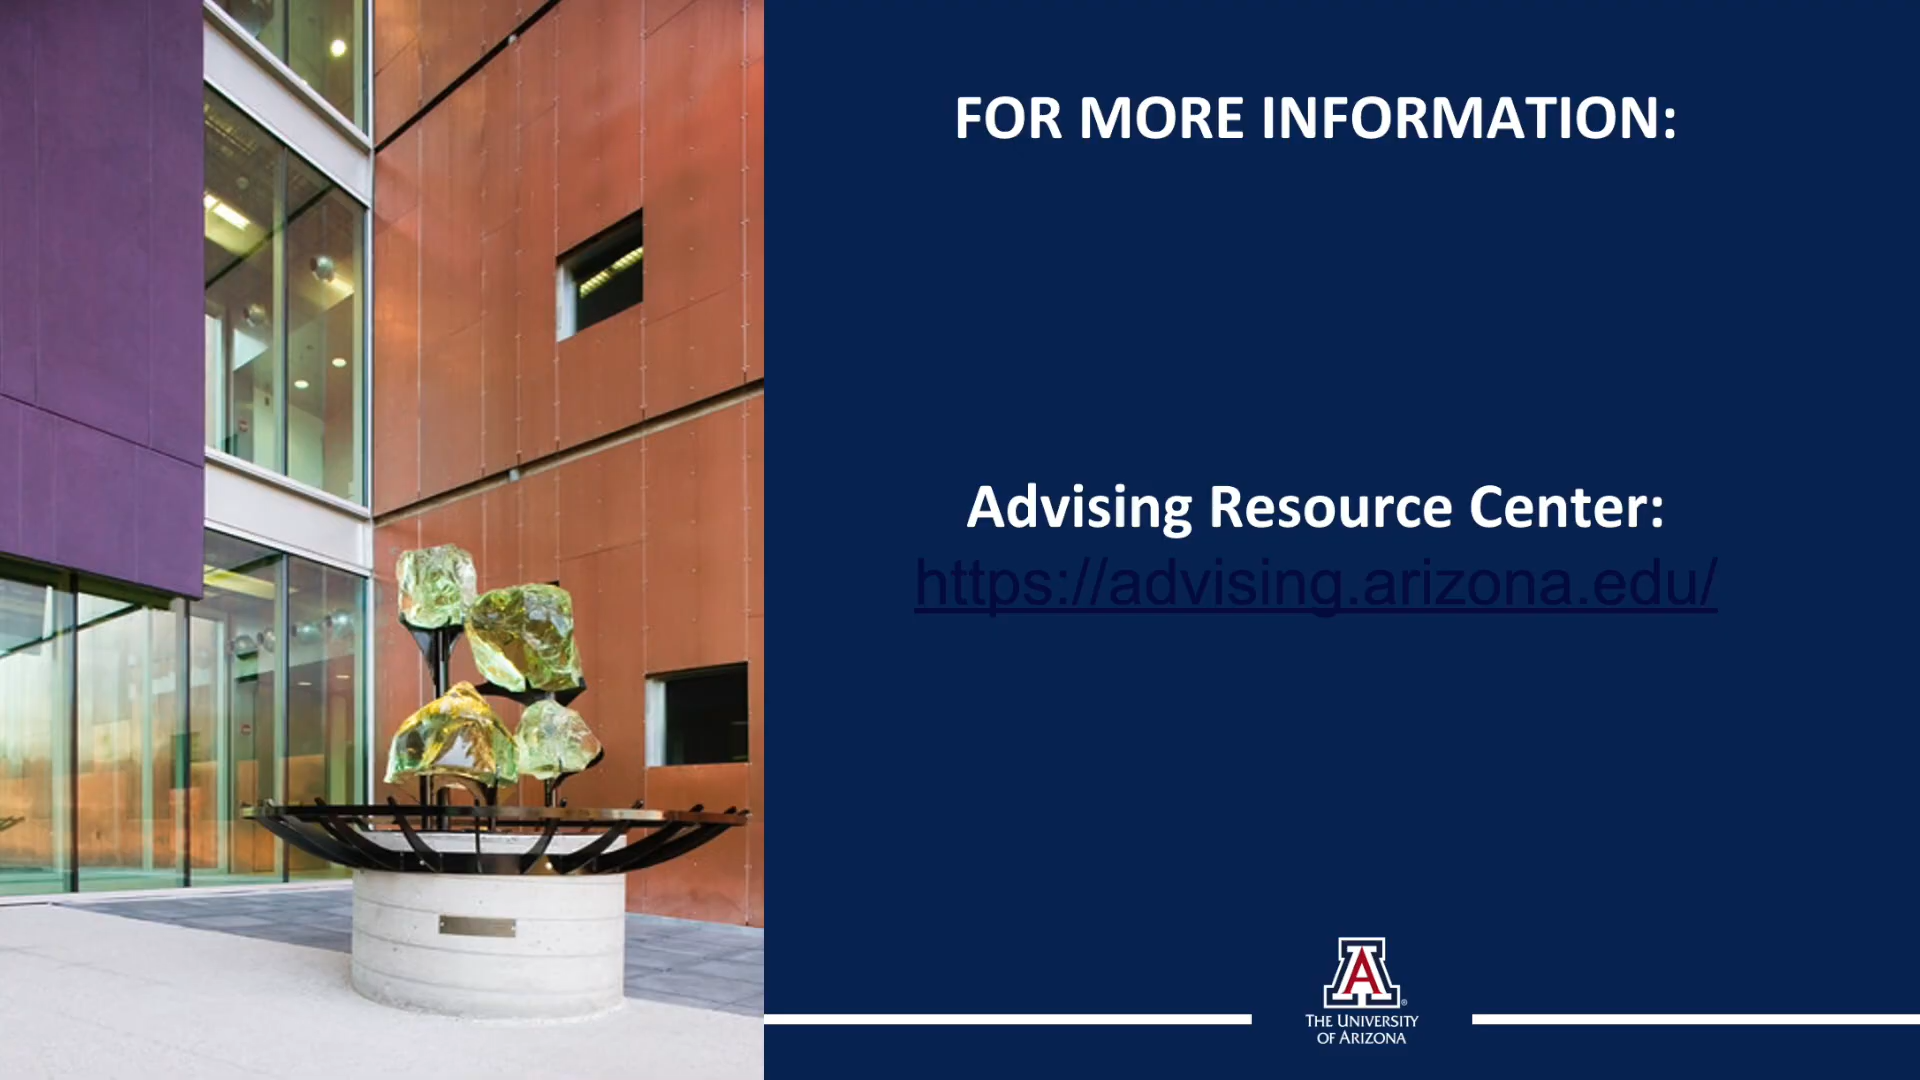 FOR MORE INFORMATION:
Advising Resource Center:
https://advising.arizona.edu/
A
®
THE UNIVERSITY
OF ARIZONA